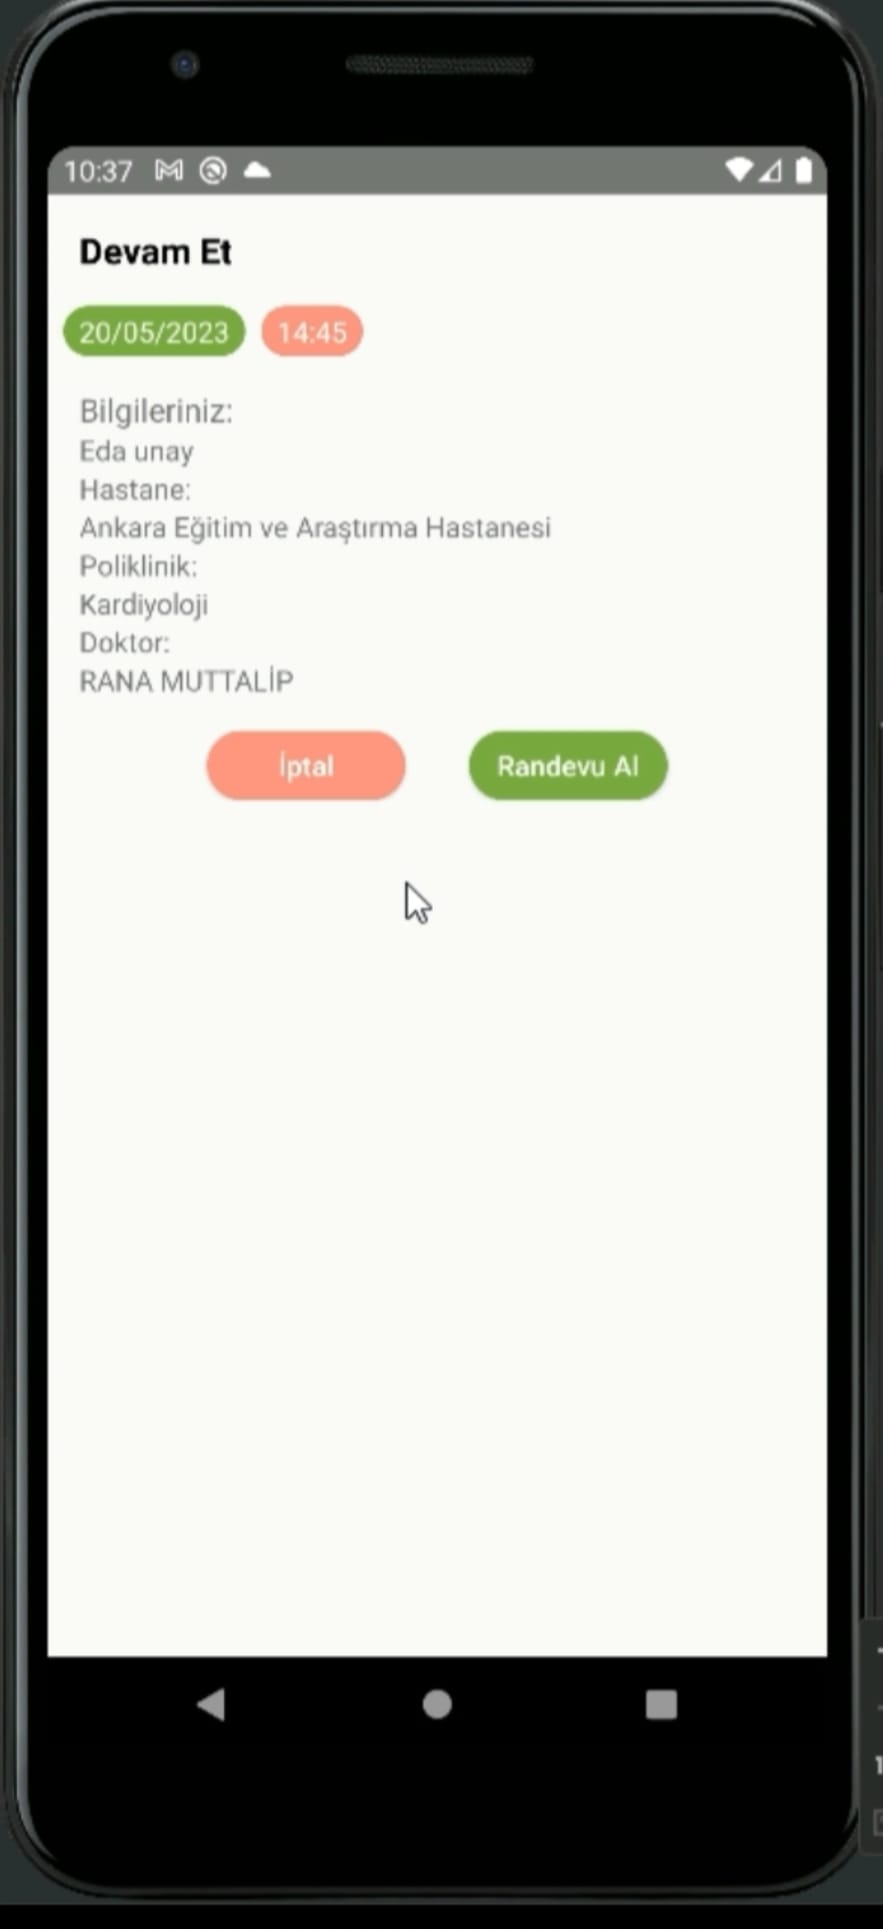 10:37
Devam Et
20/05/2023 14:45
Bilgileriniz:
Eda unay
Hastane:
Ankara Eğitim ve Araştırma Hastanesi
Poliklinik:
Kardiyoloji
Doktor:
RANA MUTTALİP
İptal Randevu Al